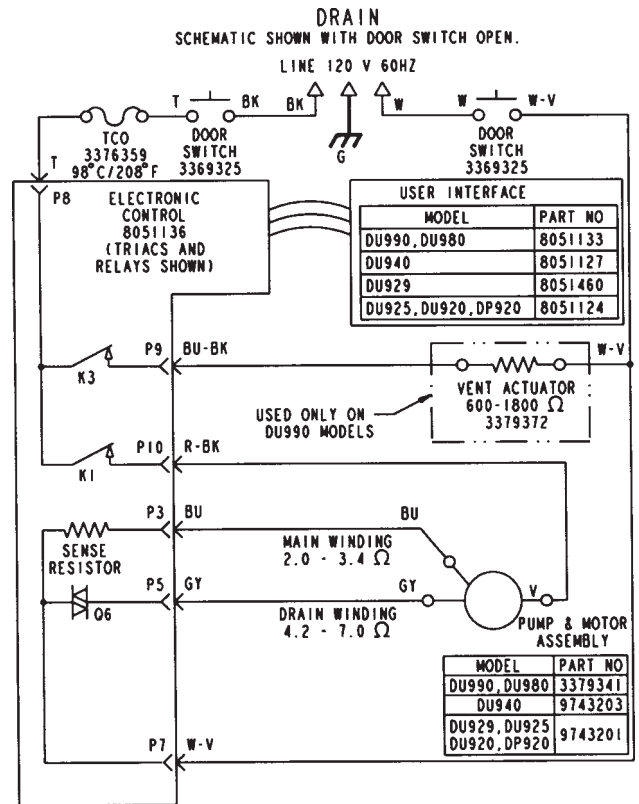 DRAIN
SCHEMATIC SHOWN WITH DOOR SWITCH OPEN.
LINE 120 V 60HZ
T BK BK W W W-V
G
TCO
3376359
98°C/208°F
DOOR
SWITCH
3369325
DOOR
SWITCH
3369325
T
P8
ELECTRONIC
CONTROL
8051136
(TRIACS AND
RELAYS SHOWN)
USER INTERFACE
MODEL PART NO
DU990,DU980 8051133
DU940 8051127
DU929 8051460
DU925,DU920,DP920 8051124
K3 P9 BU-BK W-V
VENT ACTUATOR
600-1800 Ω
3379372
USED ONLY ON
DU990 MODELS
K1 P10 R-BK
P3 BU BU
SENSE
RESISTOR
MAIN WINDING
2.0 - 3.4 Ω
P5 GY GY V
Q6
DRAIN WINDING
4.2 - 7.0 Ω
PUMP & MOTOR
ASSEMBLY
MODEL PART NO
DU990,DU980 3379341
DU940 9743203
DU929,DU925
DU920,DP920 9743201
P7 W-V